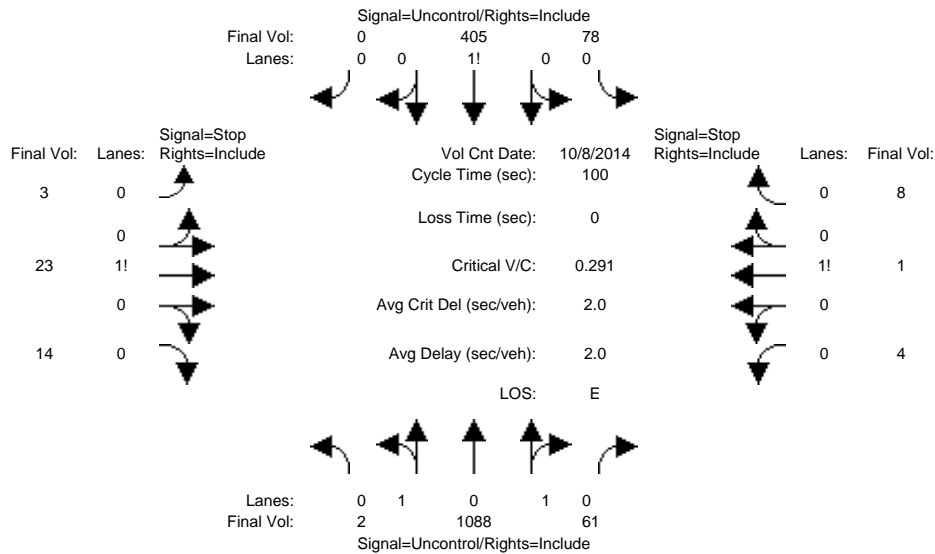 Signal=Uncontrol/Rights=Include
Final Vol: 0 405 78
Lanes: 0 0 1! 0 0
Signal=Stop Signal=Stop
Final Vol: Lanes: Rights=Include Vol Cnt Date: 10/8/2014 Rights=Include Lanes: Final Vol:
Cycle Time (sec): 100
3 0 0 8
Loss Time (sec): 0
0 0
23 1! Critical V/C: 0.291 1! 1
0 Avg Crit Del (sec/veh): 2.0 0
14 0 Avg Delay (sec/veh): 2.0 0 4
LOS: E
Lanes: 0 1 0 1 0
Final Vol: 2 1088 61
Signal=Uncontrol/Rights=Include